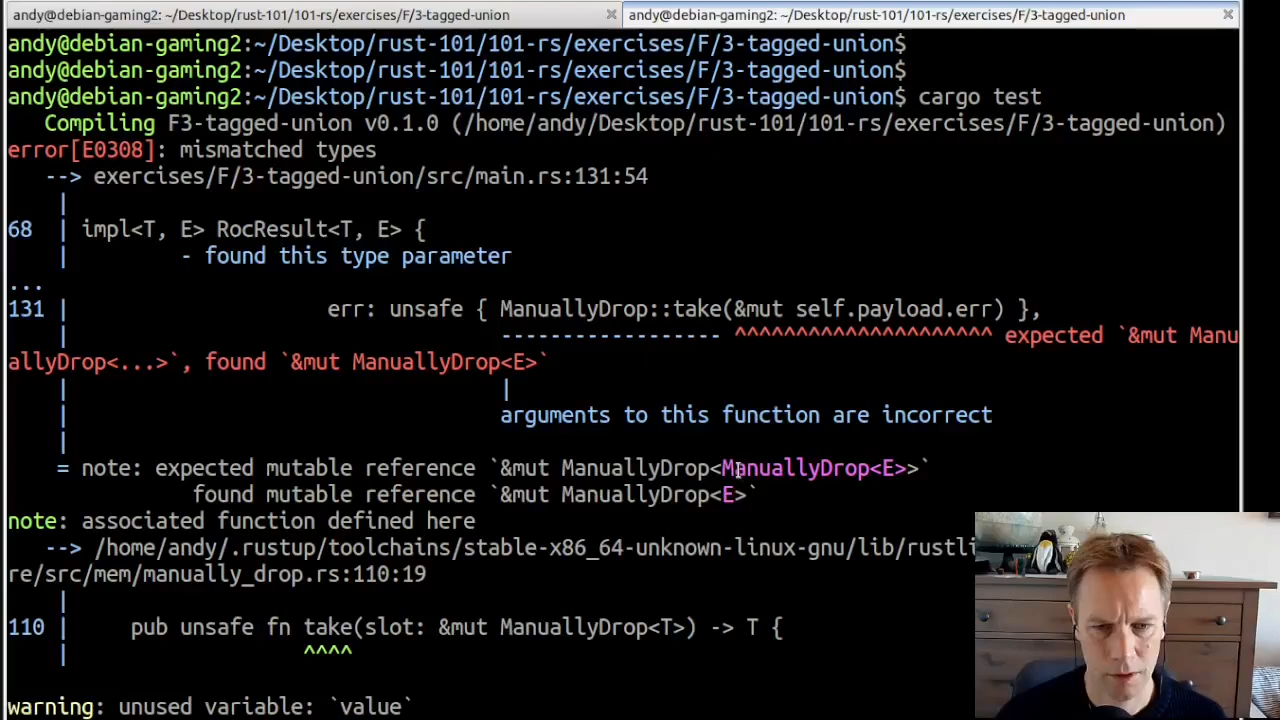 andy@debian-gaming2: ~/Desktop/rust-101/101-rs/exercises/F/3-tagged-union
andy@debian-gaming2: ~/Desktop/rust-101/101-rs/exercises/F/3-tagged-union
andy@debian-gaming2:~/Desktop/rust-101/101-rs/exercises/F/3-tagged-union$
andy@debian-gaming2:~/Desktop/rust-101/101-rs/exercises/F/3-tagged-union$
andy@debian-gaming2:~/Desktop/rust-101/101-rs/exercises/F/3-tagged-union$ cargo test
   Compiling F3-tagged-union v0.1.0 (/home/andy/Desktop/rust-101/101-rs/exercises/F/3-tagged-union)
error[E0308]: mismatched types
   --> exercises/F/3-tagged-union/src/main.rs:131:54
    |
68  | impl<T, E> RocResult<T, E> {
    |         - found this type parameter
...
131 |                     err: unsafe { ManuallyDrop::take(&mut self.payload.err) },
    |                                   ------------------ ^^^^^^^^^^^^^^^^^^^^^ expected `&mut Manu
allyDrop<...>`, found `&mut ManuallyDrop<E>`
    |                                   |
    |                                   arguments to this function are incorrect
    |
    = note: expected mutable reference `&mut ManuallyDrop<ManuallyDrop<E>>`
               found mutable reference `&mut ManuallyDrop<E>`
note: associated function defined here
   --> /home/andy/.rustup/toolchains/stable-x86_64-unknown-linux-gnu/lib/rustli
re/src/mem/manually_drop.rs:110:19
    |
110 |     pub unsafe fn take(slot: &mut ManuallyDrop<T>) -> T {
    |                   ^^^^
warning: unused variable: `value`